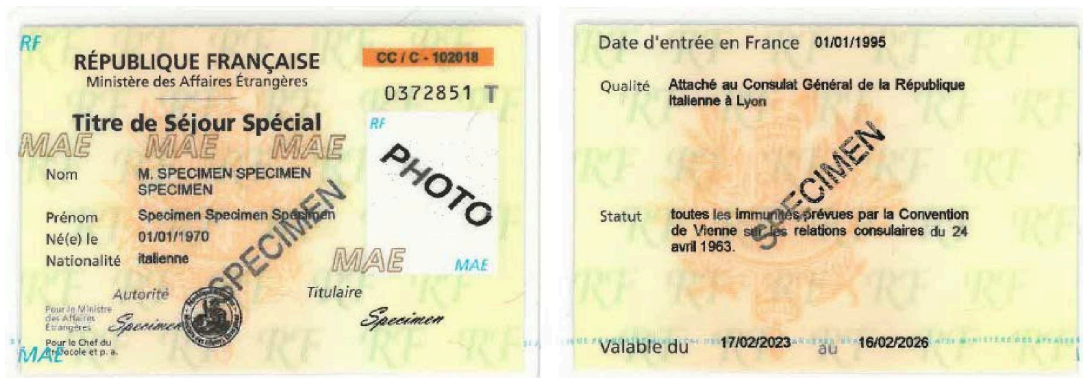 RF
RÉPUBLIQUE FRANÇAISE
Ministère des Affaires Étrangères
CC / C - 102018
0372851 T
Titre de Séjour Spécial
RF
MAE MAE MAE
PHOTO
Nom M. SPECIMEN SPECIMEN
SPECIMEN
Prénom Specimen Specimen Specimen
Né(e) le 01/01/1970
Nationalité italienne
SPECIMEN
MAE
MAE
Autorité Titulaire
Pour le Ministre
des Affaires
Étrangères
Specimen
Specimen
Pour le Chef du
Protocole et p. a.
MAE
Date d'entrée en France 01/01/1995
Qualité Attaché au Consulat Général de la République
Italienne à Lyon
SPECIMEN
Statut toutes les immunités prévues par la Convention
de Vienne sur les relations consulaires du 24
avril 1963.
Valable du 17/02/2023 au 16/02/2026